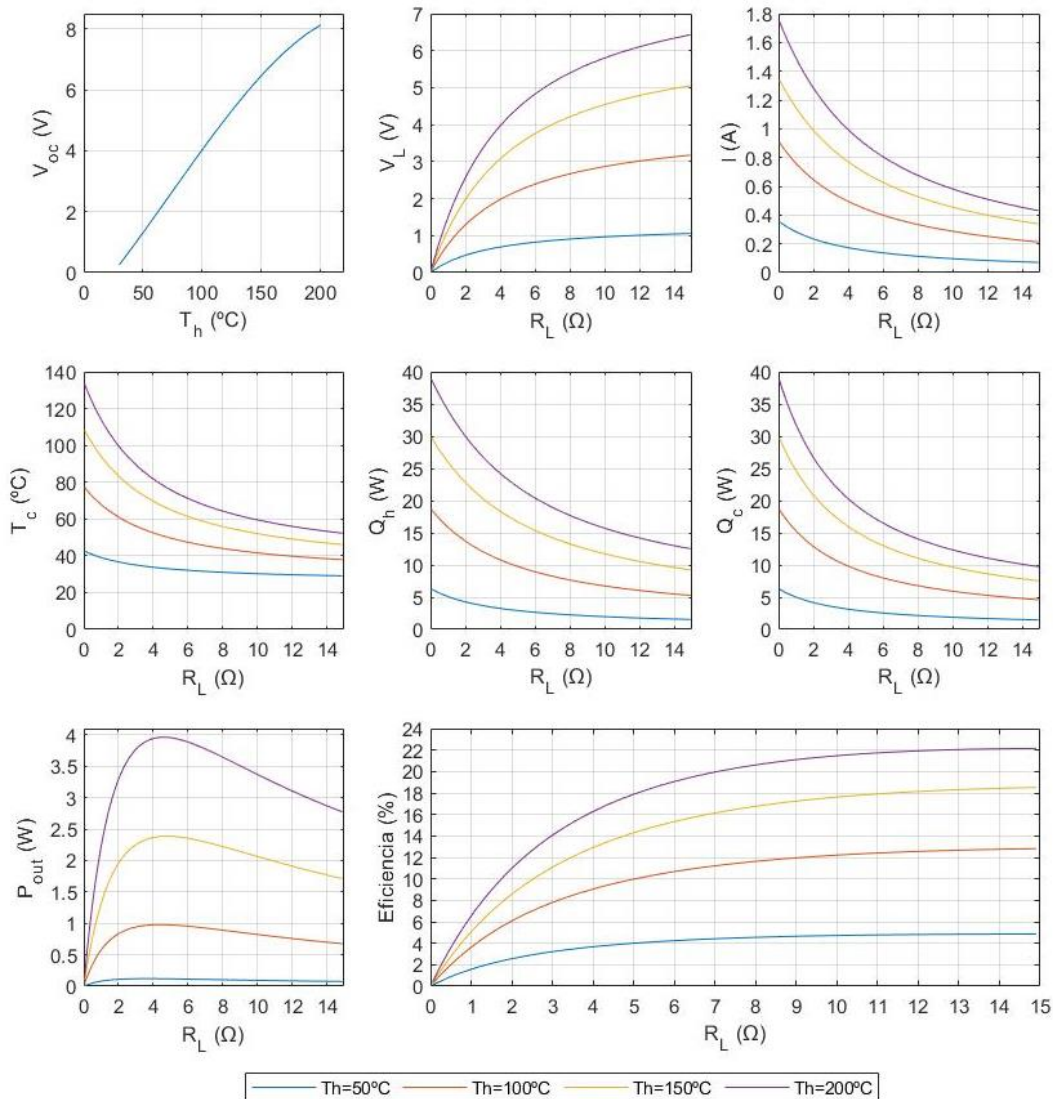 8
6
4
2
0
V_oc (V)
0 50 100 150 200
T_h (ºC)
7
6
5
4
3
2
1
0
V_L (V)
0 2 4 6 8 10 12 14
R_L (Ω)
1.8
1.6
1.4
1.2
1
0.8
0.6
0.4
0.2
0
I (A)
0 2 4 6 8 10 12 14
R_L (Ω)
140
120
100
80
60
40
20
0
T_c (ºC)
0 2 4 6 8 10 12 14
R_L (Ω)
40
35
30
25
20
15
10
5
0
Q_h (W)
0 2 4 6 8 10 12 14
R_L (Ω)
40
35
30
25
20
15
10
5
0
Q_c (W)
0 2 4 6 8 10 12 14
R_L (Ω)
4
3.5
3
2.5
2
1.5
1
0.5
0
P_out (W)
0 2 4 6 8 10 12 14
R_L (Ω)
24
22
20
18
16
14
12
10
8
6
4
2
0
Eficiencia (%)
0 1 2 3 4 5 6 7 8 9 10 11 12 13 14 15
R_L (Ω)
Th=50ºC Th=100ºC Th=150ºC Th=200ºC